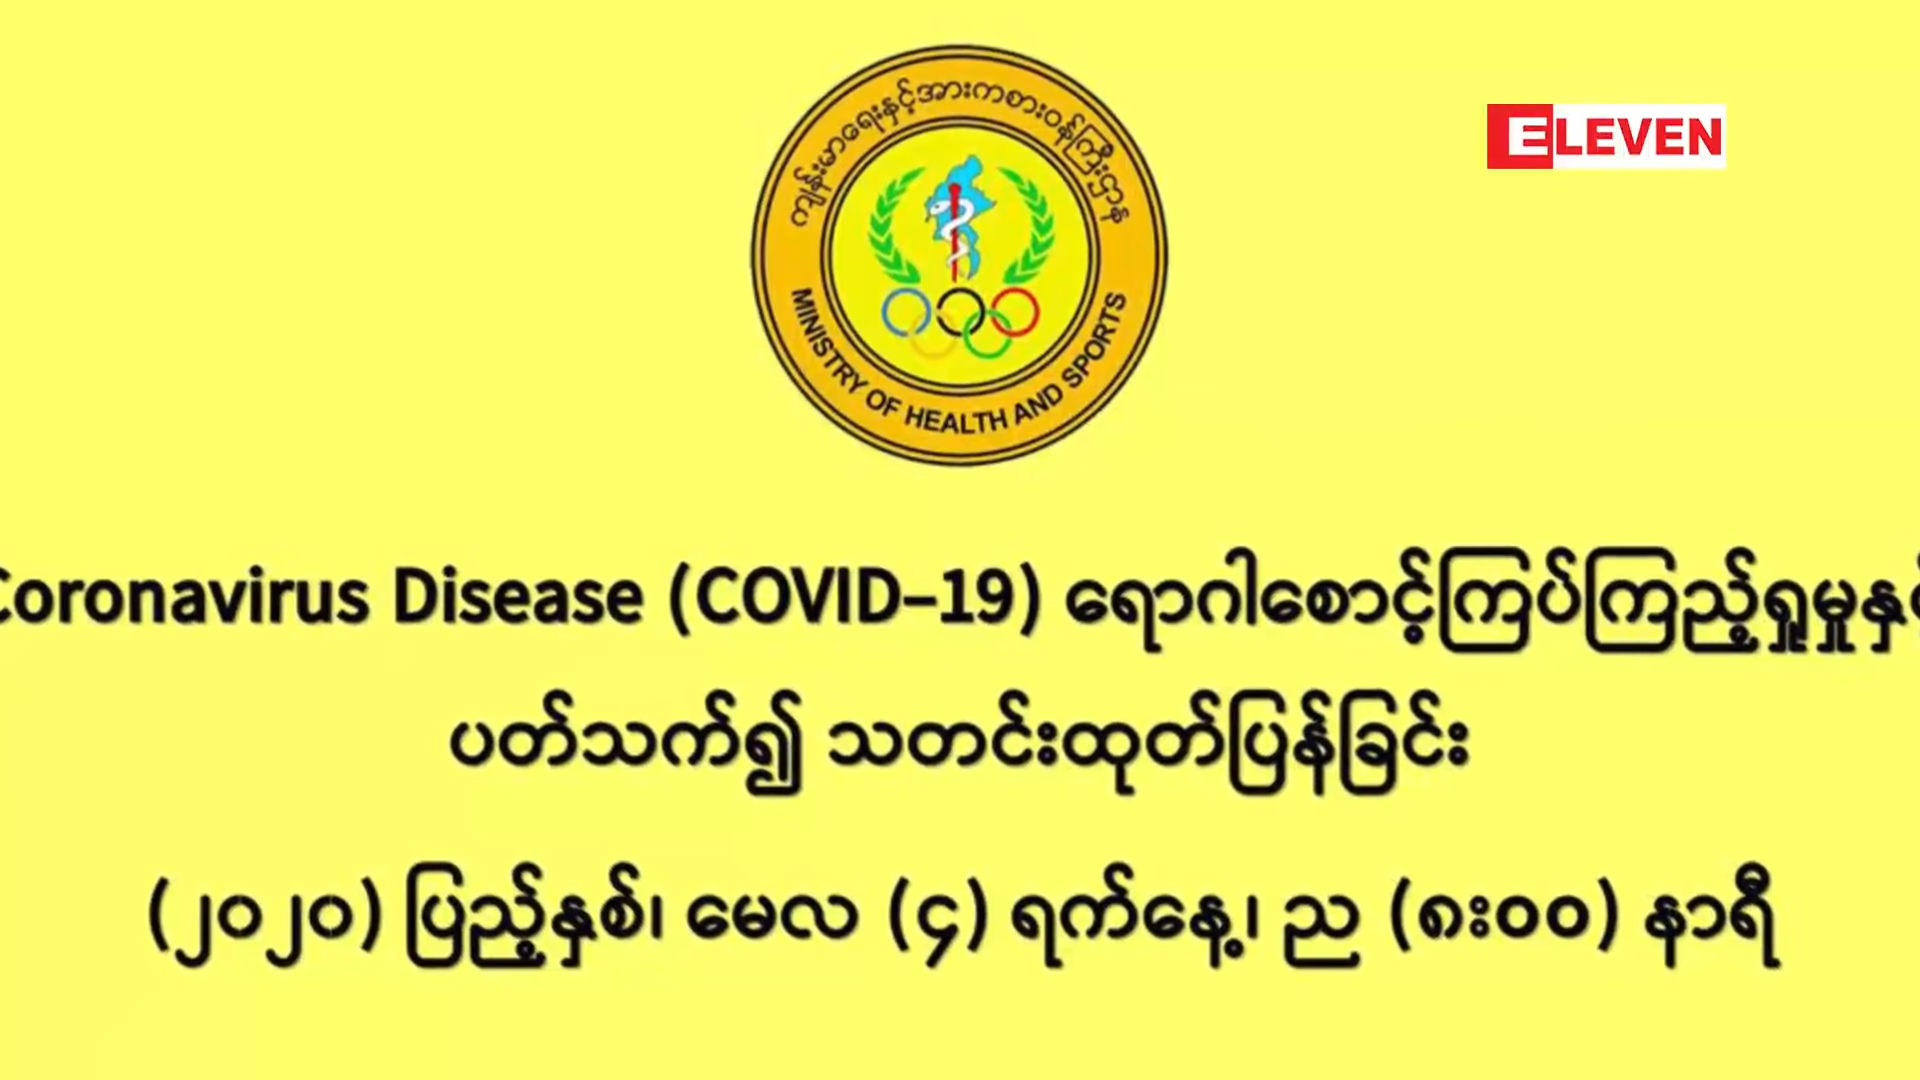 ကျန်းမာရေးနှင့်အားကစားဝန်ကြီးဌာန
MINISTRY OF HEALTH AND SPORTS
ELEVEN
Coronavirus Disease (COVID-19) ရောဂါစောင့်ကြပ်ကြည့်ရှုမှုနှင့်
ပတ်သက်၍ သတင်းထုတ်ပြန်ခြင်း
(၂၀၂၀) ပြည့်နှစ်၊ မေလ (၄) ရက်နေ့၊ ည (၈း၀၀) နာရီ